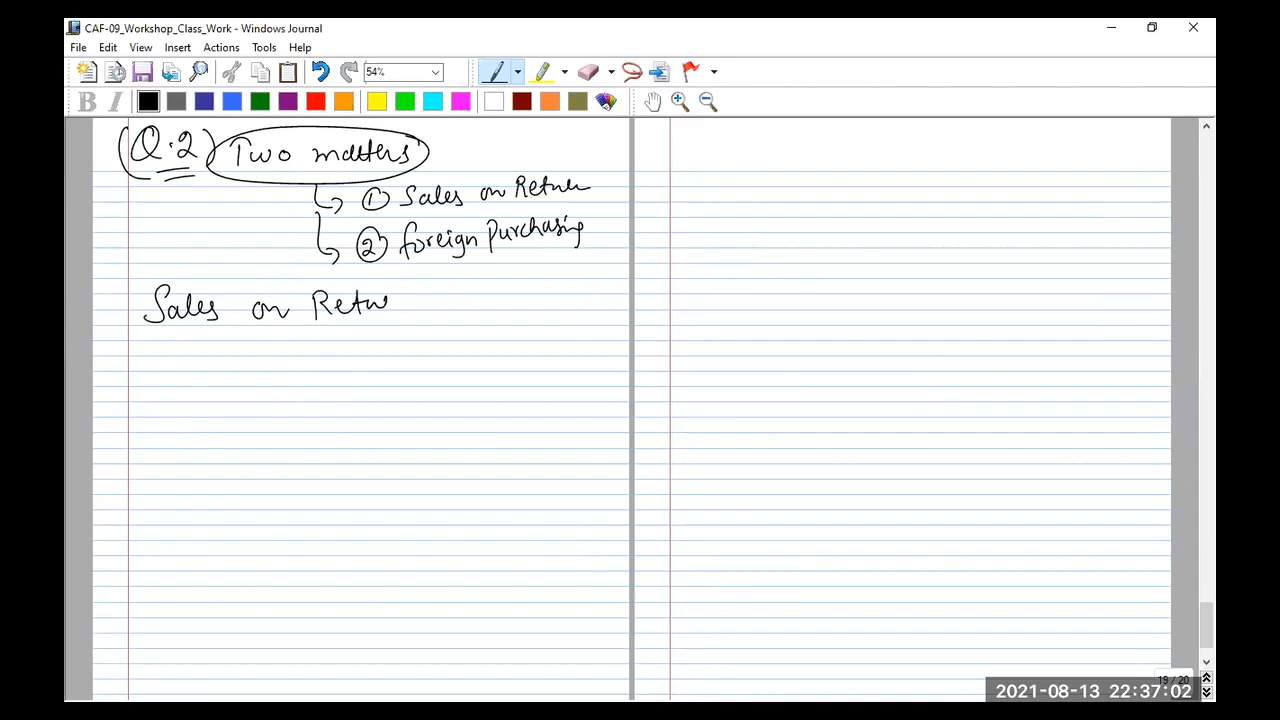 CAF-09_Workshop_Class_Work - Windows Journal
File Edit View Insert Actions Tools Help
54%
B I
(Q.2) Two matters
① Sales on Return
② foreign Purchasing
Sales on Retur
19 / 20
2021-08-13 22:37:02